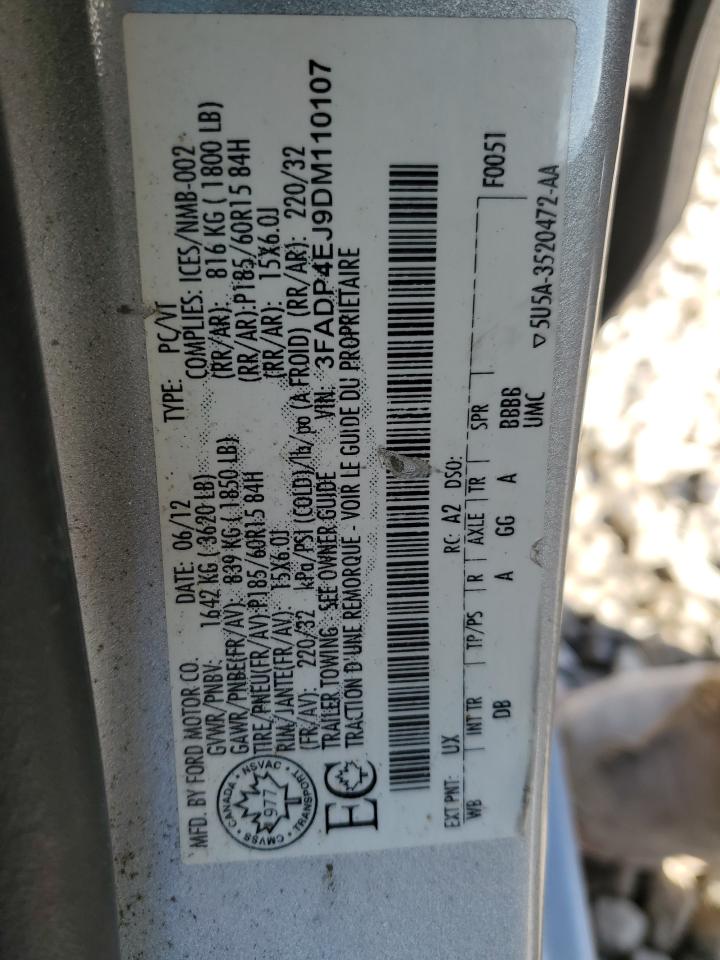 MFD. BY FORD MOTOR CO.
DATE: 06/12 TYPE: PC/VT
GVWR/PNBV: 1642 KG ( 3620 LB) COMPLIES: ICES/NMB-002
GAWR/PNBE(FR/AV): 839 KG ( 1850 LB) (RR/AR): 816 KG ( 1800 LB)
TIRE/PNEU(FR/AV):P185/60R15 84H (RR/AR):P185/60R15 84H
RIM/JANTE(FR/AV): 15X6.0J (RR/AR): 15X6.0J
(FR/AV): 220/32 kPa/PSI (COLD)/lb/po (A FROID) (RR/AR): 220/32
TRAILER TOWING: SEE OWNER GUIDE VIN: 3FADP4EJ9DM110107
TRACTION D'UNE REMORQUE - VOIR LE GUIDE DU PROPRIETAIRE
CANADA · NSVAC · TRANSPORT · CMVSS ·
977
EC
EXT PNT: UX RC: A2 DSO: F0051
WB INT TR TP/PS R AXLE TR SPR
DB A GG A BBBB
UMC
▽ 5U5A-3520472-AA